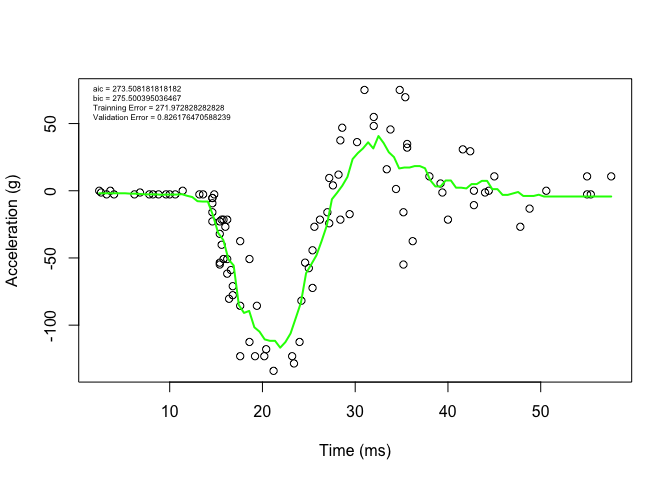 aic = 273.508181818182
bic = 275.500395036467
Trainning Error = 271.972828282828
Validation Error = 0.826176470588239
Acceleration (g)
50
0
-50
-100
10 20 30 40 50
Time (ms)